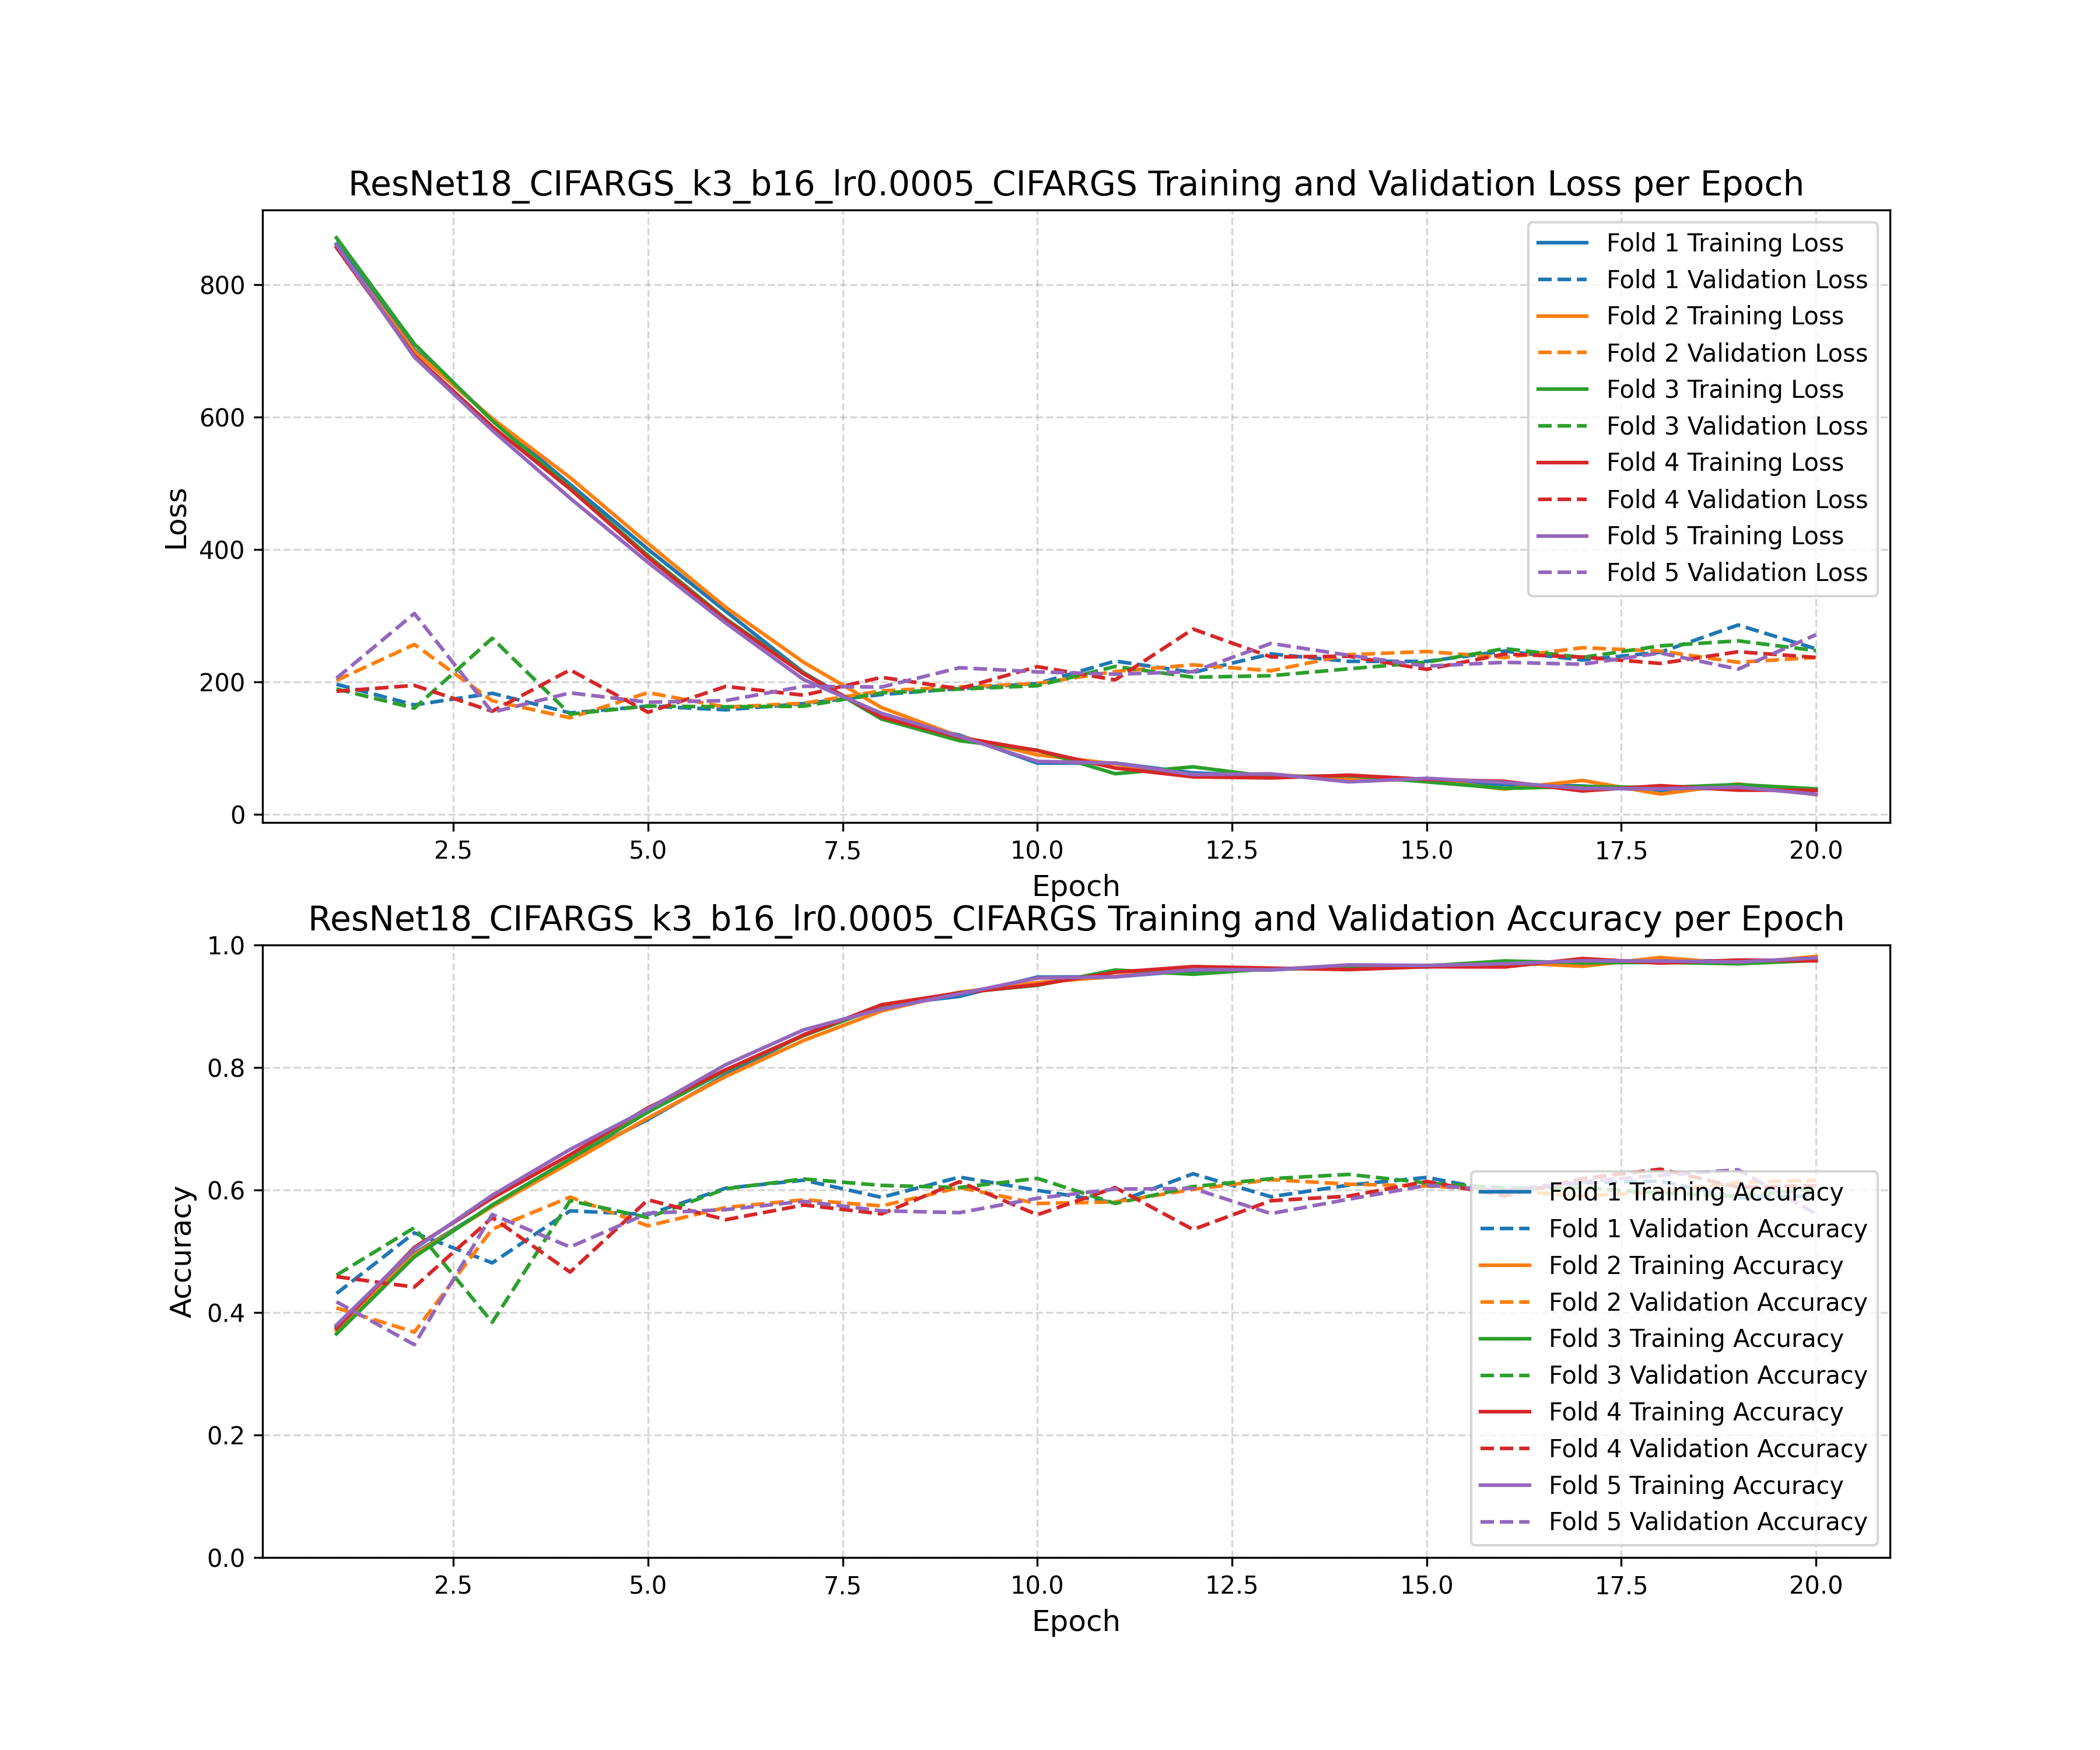 ResNet18_CIFARGS_k3_b16_lr0.0005_CIFARGS Training and Validation Loss per Epoch
Loss
800
600
400
200
0
Fold 1 Training Loss
Fold 1 Validation Loss
Fold 2 Training Loss
Fold 2 Validation Loss
Fold 3 Training Loss
Fold 3 Validation Loss
Fold 4 Training Loss
Fold 4 Validation Loss
Fold 5 Training Loss
Fold 5 Validation Loss
2.5 5.0 7.5 10.0 12.5 15.0 17.5 20.0
Epoch
ResNet18_CIFARGS_k3_b16_lr0.0005_CIFARGS Training and Validation Accuracy per Epoch
Accuracy
1.0
0.8
0.6
0.4
0.2
0.0
Fold 1 Training Accuracy
Fold 1 Validation Accuracy
Fold 2 Training Accuracy
Fold 2 Validation Accuracy
Fold 3 Training Accuracy
Fold 3 Validation Accuracy
Fold 4 Training Accuracy
Fold 4 Validation Accuracy
Fold 5 Training Accuracy
Fold 5 Validation Accuracy
2.5 5.0 7.5 10.0 12.5 15.0 17.5 20.0
Epoch